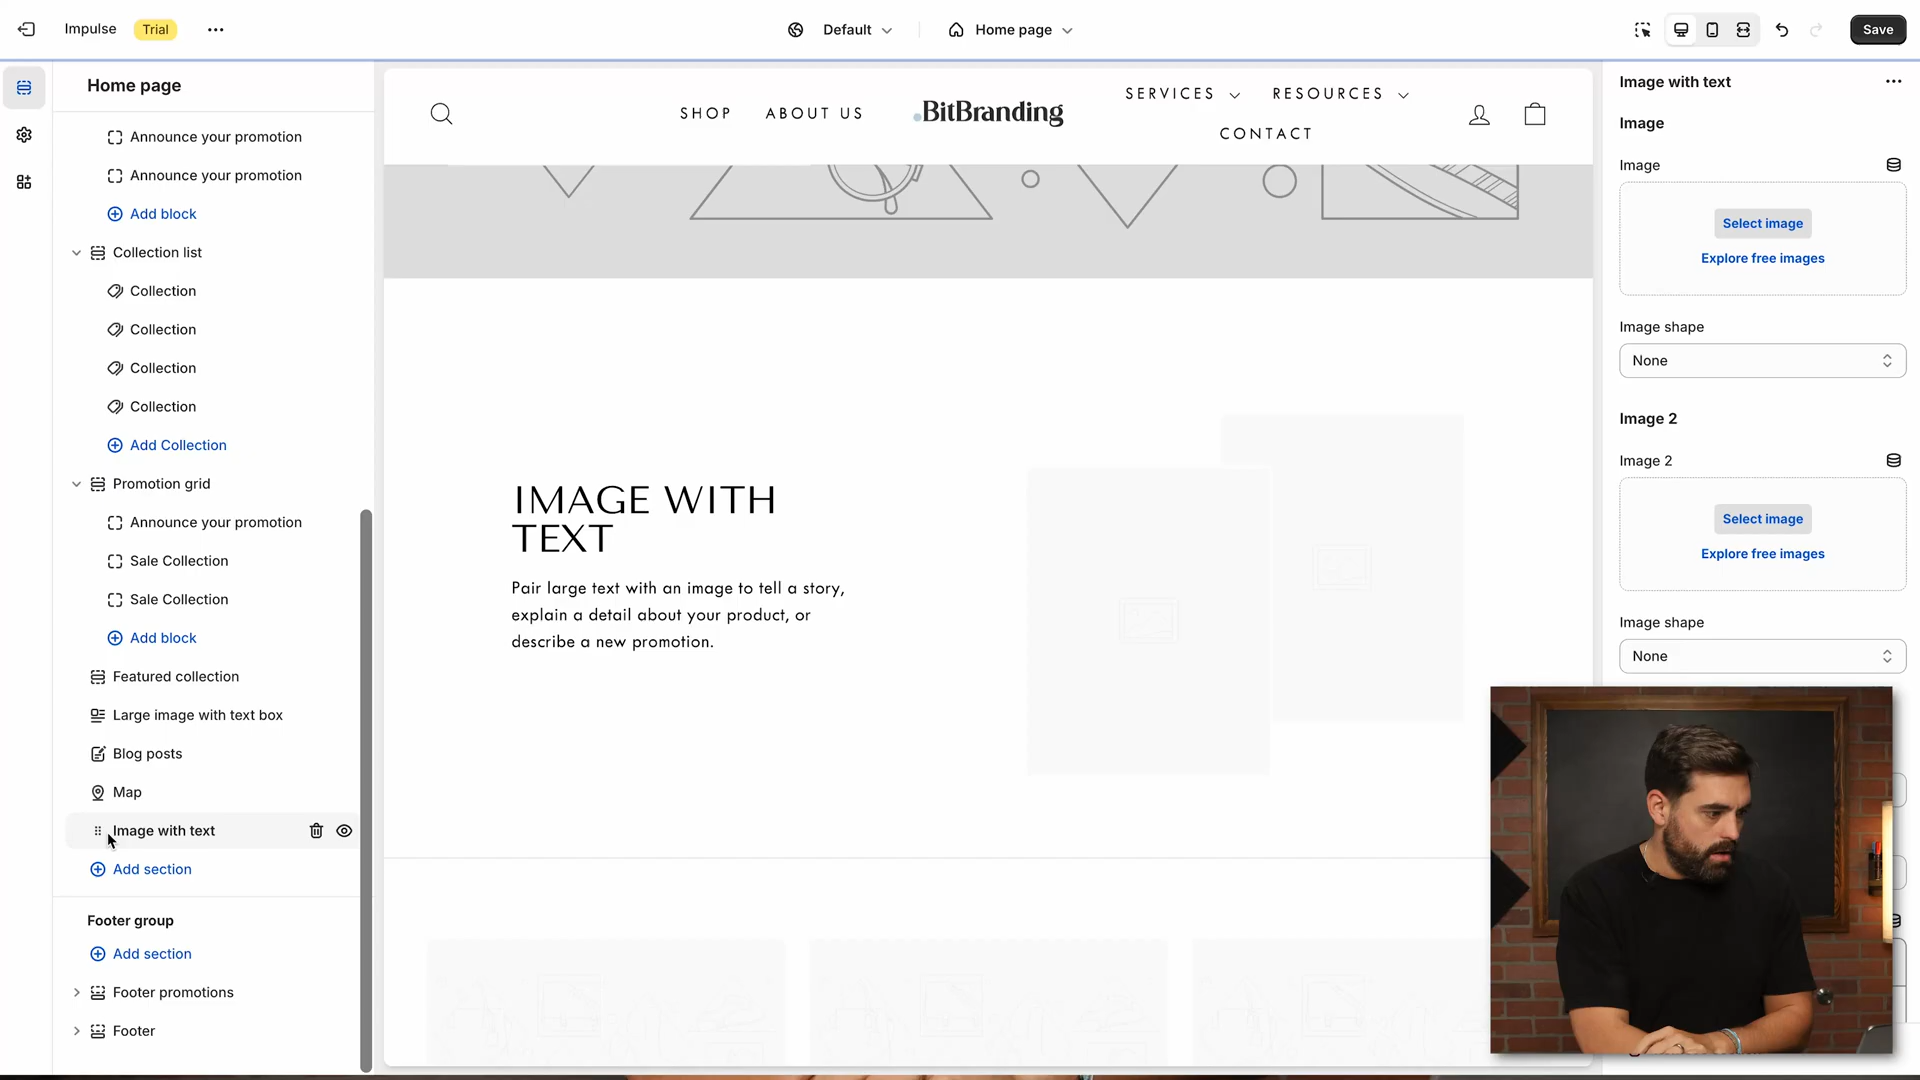 Impulse Trial
Default
Home page
Save
Home page
Announce your promotion
Announce your promotion
Add block
Collection list
Collection
Collection
Collection
Collection
Add Collection
Promotion grid
Announce your promotion
Sale Collection
Sale Collection
Add block
Featured collection
Large image with text box
Blog posts
Map
Image with text
Add section
Footer group
Add section
Footer promotions
Footer
SHOP ABOUT US
BitBranding
SERVICES RESOURCES
CONTACT
IMAGE WITH
TEXT
Pair large text with an image to tell a story,
explain a detail about your product, or
describe a new promotion.
Image with text
Image
Image
Select image
Explore free images
Image shape
None
Image 2
Image 2
Select image
Explore free images
Image shape
None